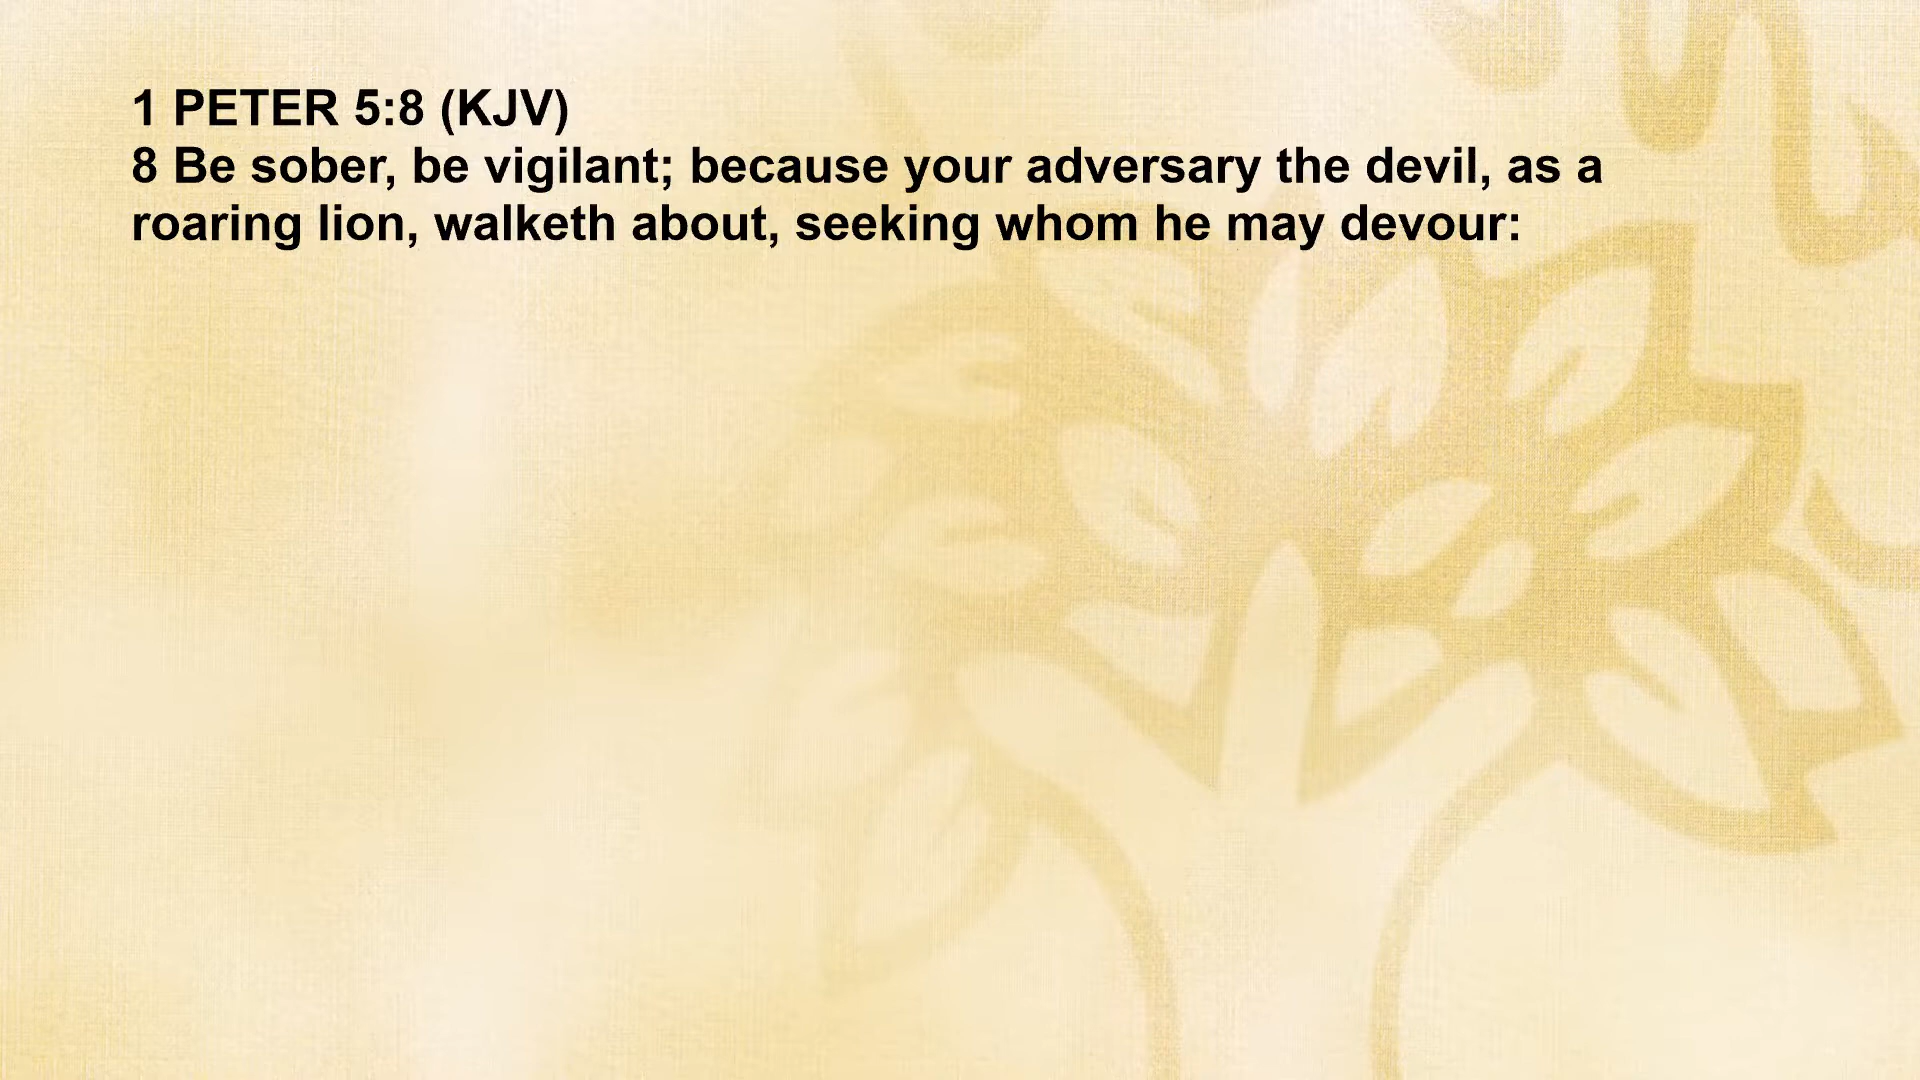 1 PETER 5:8 (KJV)
8 Be sober, be vigilant; because your adversary the devil, as a
roaring lion, walketh about, seeking whom he may devour: